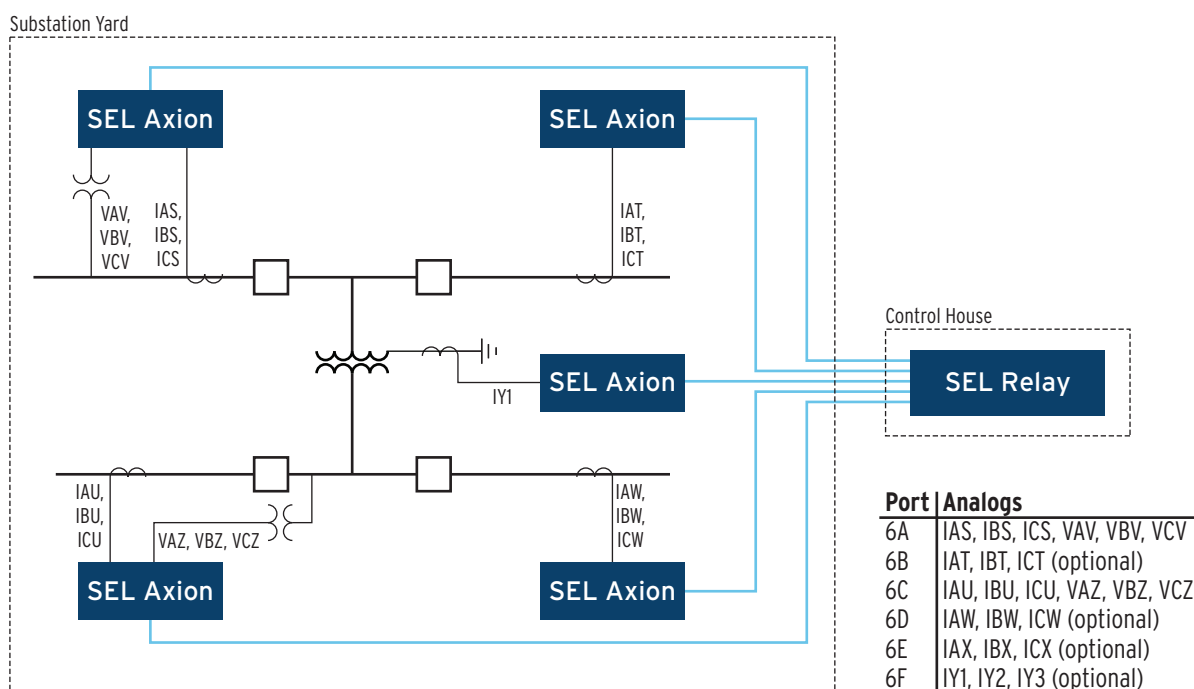 Substation Yard
SEL Axion
SEL Axion
VAV,
VBV,
VCV
IAS,
IBS,
ICS
IAT,
IBT,
ICT
SEL Axion
IY1
Control House
SEL Relay
IAU,
IBU,
ICU
VAZ, VBZ, VCZ
IAW,
IBW,
ICW
SEL Axion
SEL Axion
Port Analogs
6A IAS, IBS, ICS, VAV, VBV, VCV
6B IAT, IBT, ICT (optional)
6C IAU, IBU, ICU, VAZ, VBZ, VCZ
6D IAW, IBW, ICW (optional)
6E IAX, IBX, ICX (optional)
6F IY1, IY2, IY3 (optional)